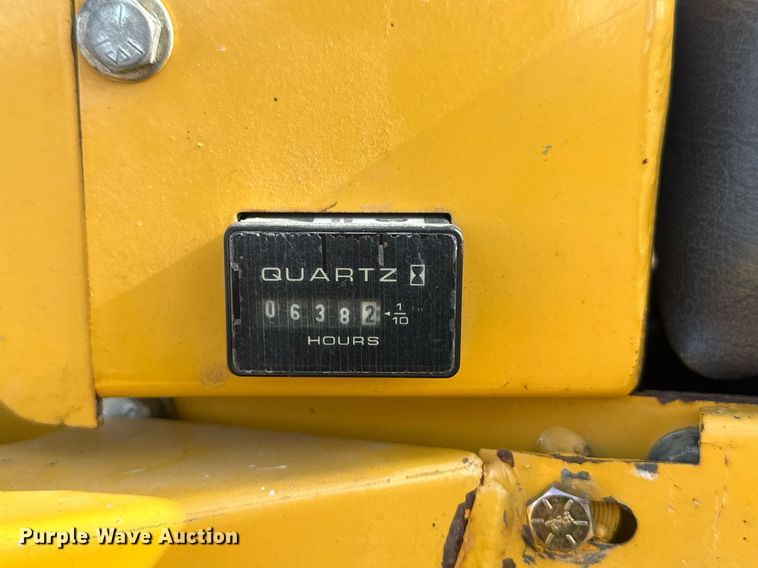 QUARTZ
06382 1/10
HOURS
Purple Wave Auction